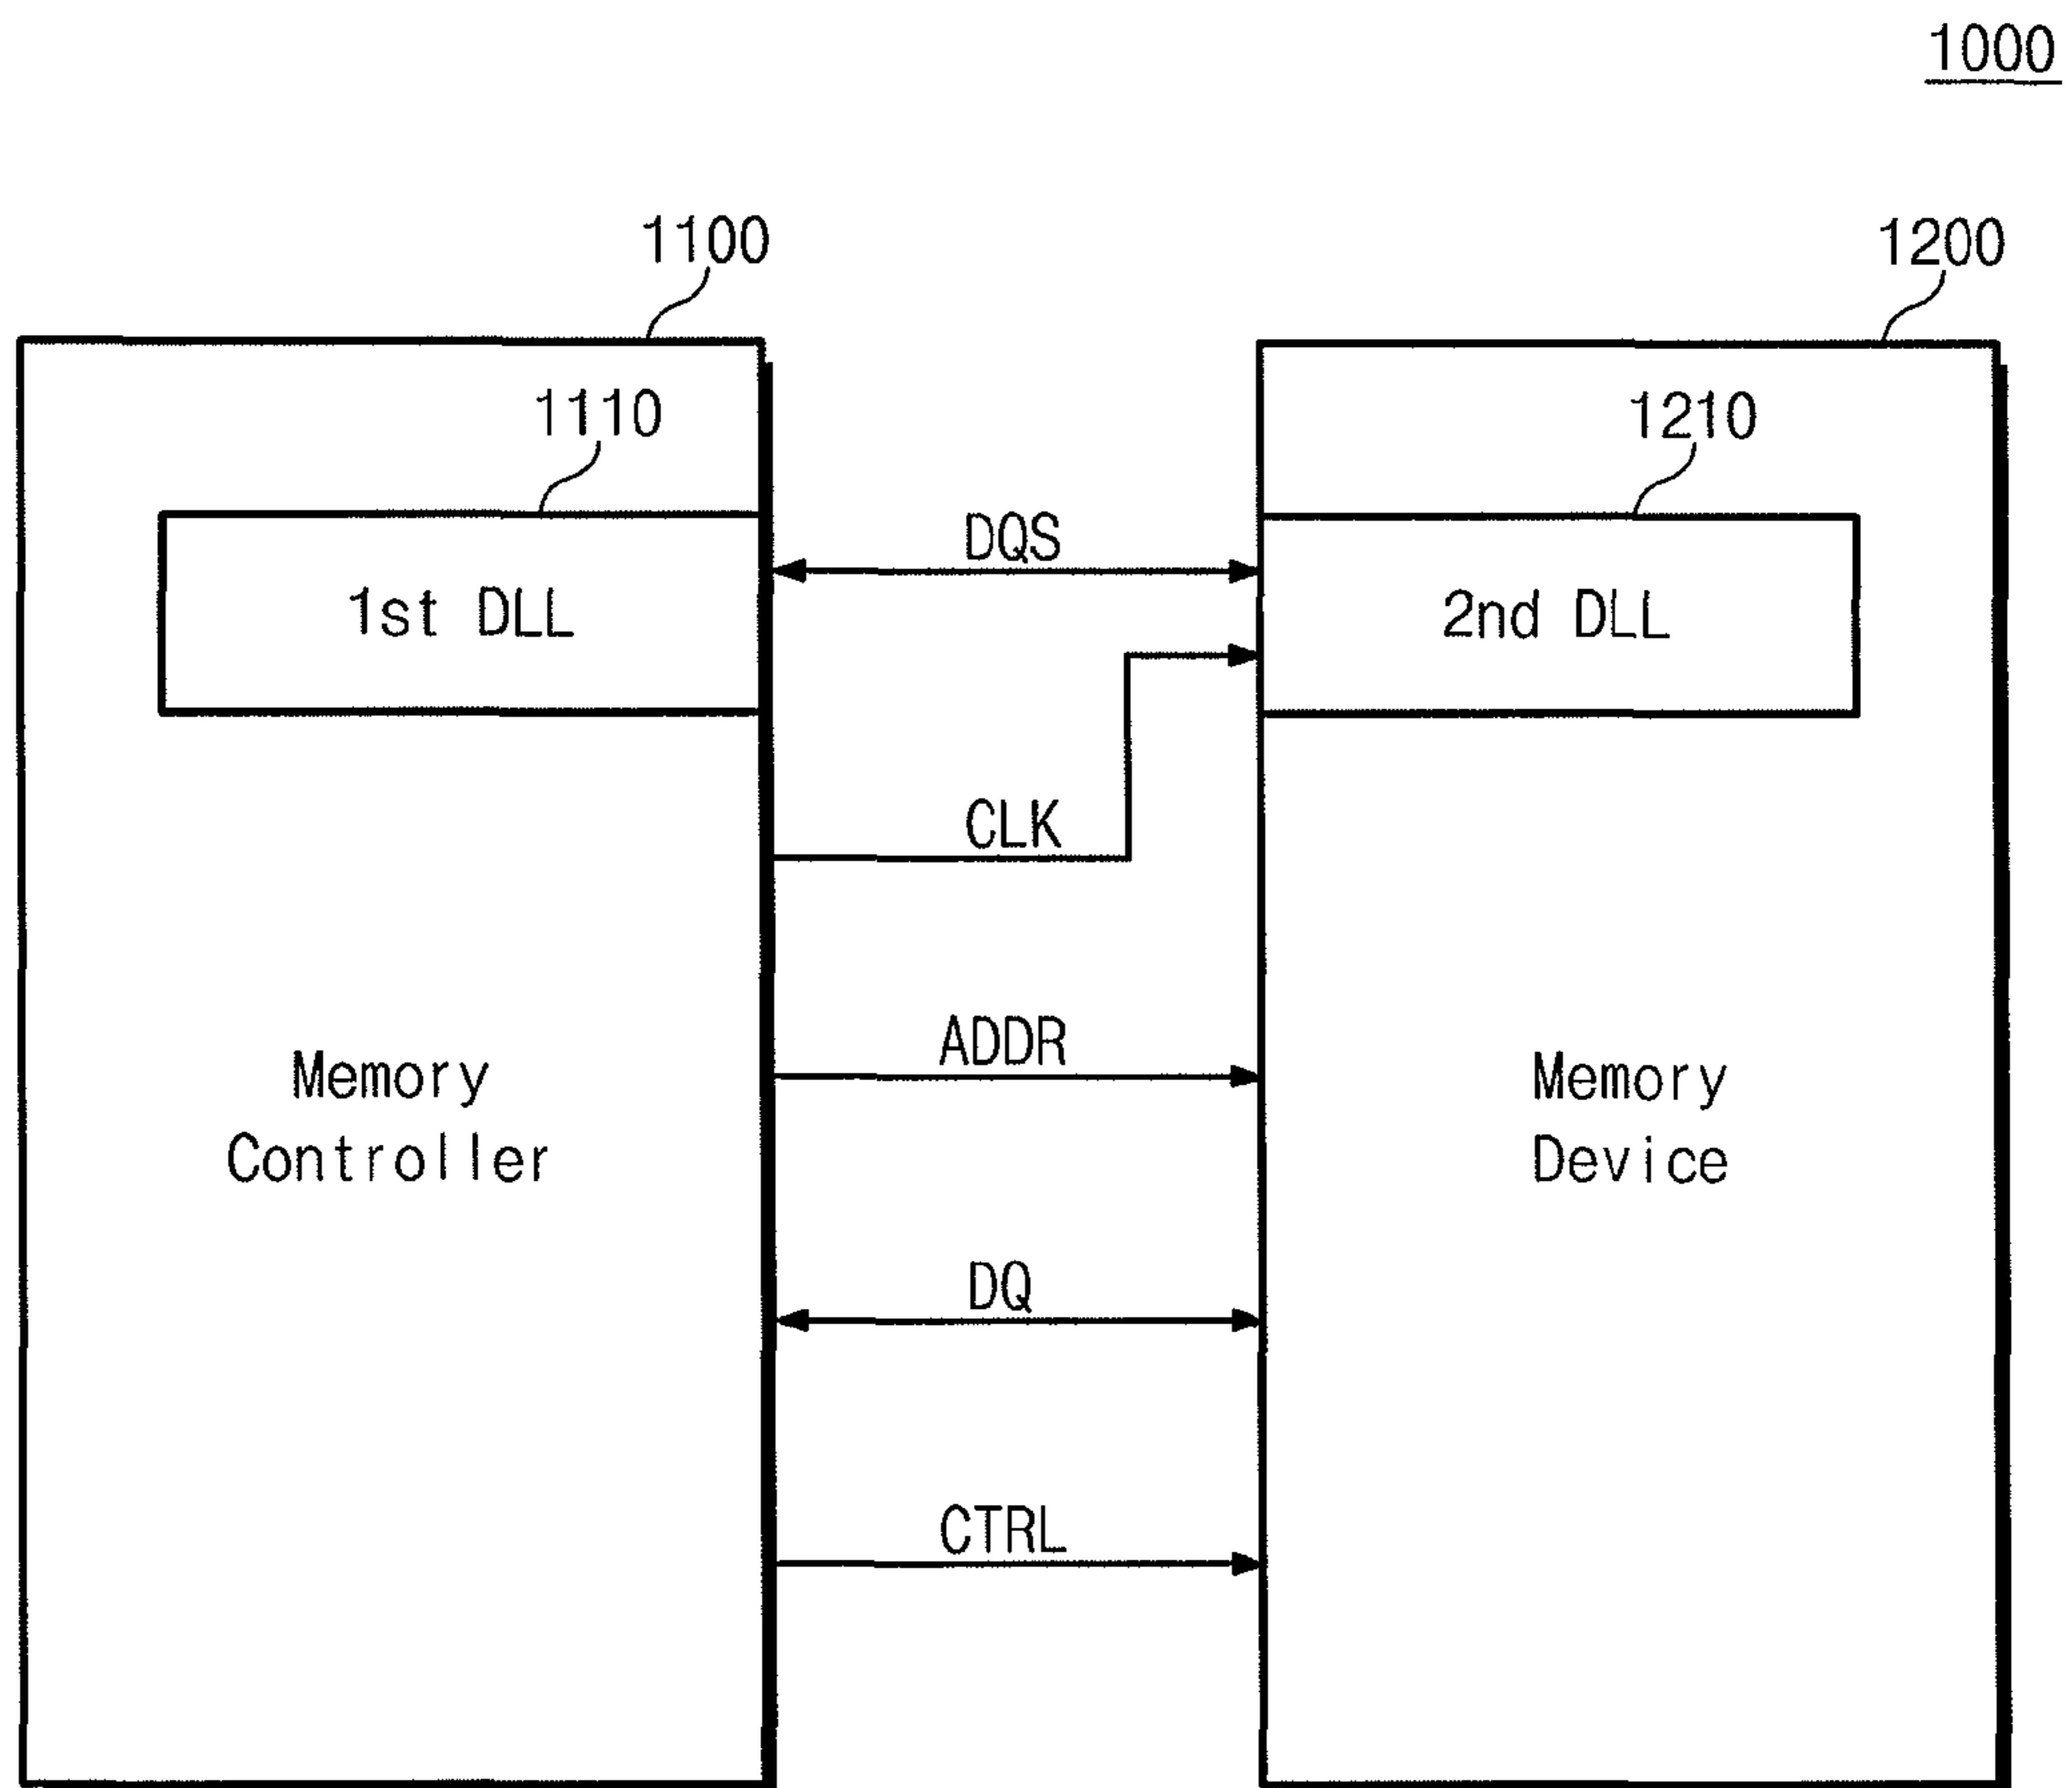 1000
1100
1200
1110
1210
DQS
1st DLL
2nd DLL
CLK
ADDR
Memory
Controller
Memory
Device
DQ
CTRL